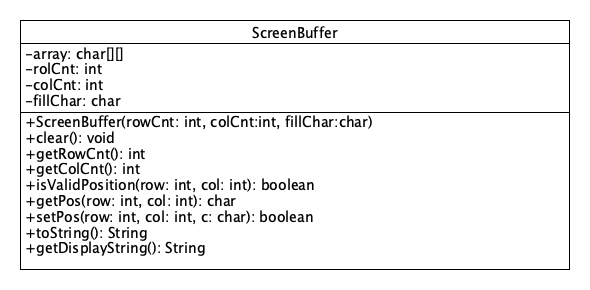 ScreenBuffer
-array: char[][]
-rolCnt: int
-colCnt: int
-fillChar: char
+ScreenBuffer(rowCnt: int, colCnt:int, fillChar:char)
+clear(): void
+getRowCnt(): int
+getColCnt(): int
+isValidPosition(row: int, col: int): boolean
+getPos(row: int, col: int): char
+setPos(row: int, col: int, c: char): boolean
+toString(): String
+getDisplayString(): String